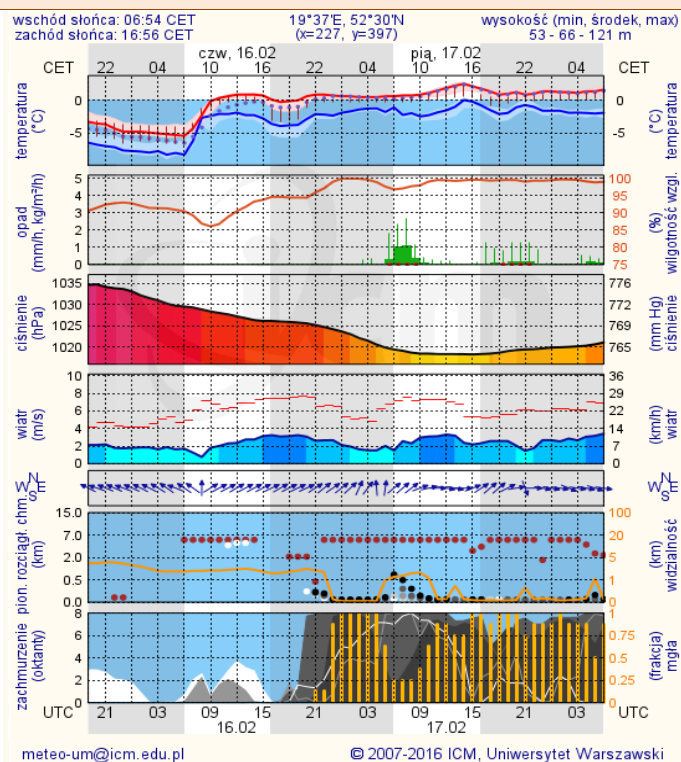 wschód słońca: 06:54 CET 19°37'E, 52°30'N wysokość (min, środek, max)
zachód słońca: 16:56 CET (x=227, y=397) 53 - 66 - 121 m
czw, 16.02 pią, 17.02
CET 22 04 10 16 22 04 10 16 22 04 CET
temperatura (°C)
0
-5
0
-5
temperatura (°C)
opad (mm/h, kg/m²/h)
5
4
3
2
1
0
100
95
90
85
80
75
(%) wilgotność wzgl.
ciśnienie (hPa)
1035
1030
1025
1020
776
772
769
765
(mm Hg) ciśnienie
wiatr (m/s)
10
8
6
4
2
0
36
29
22
14
7
0
(km/h) wiatr
N
W E
S
N
W E
S
pion. rozciągł. chm. (km)
15.0
7.0
2.0
0.5
0.0
100
20
5
1
0
(km) widzialność
zachmurzenie (oktanty)
8
6
4
2
0
1
0.75
0.5
0.25
0
(frakcja) mgła
UTC 21 03 09 15 21 03 09 15 21 03 UTC
16.02 17.02
meteo-um@icm.edu.pl © 2007-2016 ICM, Uniwersytet Warszawski